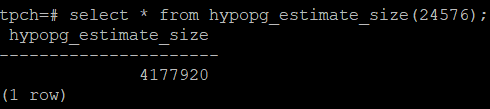 tpch=# select * from hypopg_estimate_size(24576);
hypopg_estimate_size
----------------------
4177920
(1 row)